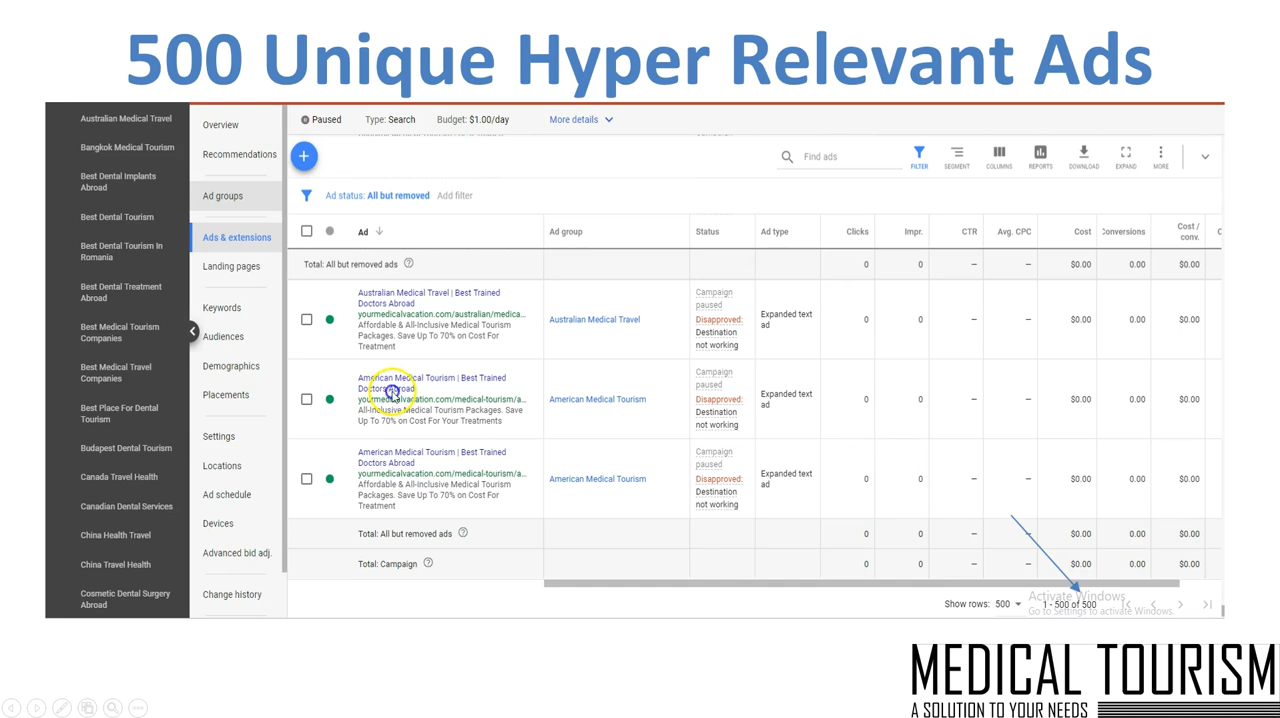 500 Unique Hyper Relevant Ads
Australian Medical Travel
Bangkok Medical Tourism
Best Dental Implants
Abroad
Best Dental Tourism
Best Dental Tourism In
Romania
Best Dental Treatment
Abroad
Best Medical Tourism
Companies
Best Medical Travel
Companies
Best Place For Dental
Tourism
Budapest Dental Tourism
Canada Travel Health
Canadian Dental Services
China Health Travel
China Travel Health
Cosmetic Dental Surgery
Abroad
Overview
Recommendations
Ad groups
Ads & extensions
Landing pages
Keywords
Audiences
Demographics
Placements
Settings
Locations
Ad schedule
Devices
Advanced bid adj.
Change history
Paused Type: Search Budget: $1.00/day More details
Find ads
FILTER SEGMENT COLUMNS REPORTS DOWNLOAD EXPAND MORE
Ad status: All but removed Add filter
Ad Ad group Status Ad type Clicks Impr. CTR Avg. CPC Cost Conversions Cost /
conv.
Total: All but removed ads 0 0 – – $0.00 0.00 $0.00
Australian Medical Travel | Best Trained
Doctors Abroad
yourmedicalvacation.com/australian/medica...
Affordable & All-Inclusive Medical Tourism
Packages. Save Up To 70% on Cost For
Treatment
Australian Medical Travel
Campaign
paused
Disapproved:
Destination
not working
Expanded text
ad
0 0 – – $0.00 0.00 $0.00
American Medical Tourism | Best Trained
Doctors Abroad
yourmedicalvacation.com/medical-tourism/a...
All-Inclusive Medical Tourism Packages. Save
Up To 70% on Cost For Your Treatments
American Medical Tourism
Campaign
paused
Disapproved:
Destination
not working
Expanded text
ad
0 0 – – $0.00 0.00 $0.00
American Medical Tourism | Best Trained
Doctors Abroad
yourmedicalvacation.com/medical-tourism/a...
Affordable & All-Inclusive Medical Tourism
Packages. Save Up To 70% on Cost For
Treatment
American Medical Tourism
Campaign
paused
Disapproved:
Destination
not working
Expanded text
ad
0 0 – – $0.00 0.00 $0.00
Total: All but removed ads 0 0 – – $0.00 0.00 $0.00
Total: Campaign 0 0 – – $0.00 0.00 $0.00
Show rows: 500 1 - 500 of 500
Activate Windows
Go to Settings to activate Windows.
MEDICAL TOURISM
A SOLUTION TO YOUR NEEDS